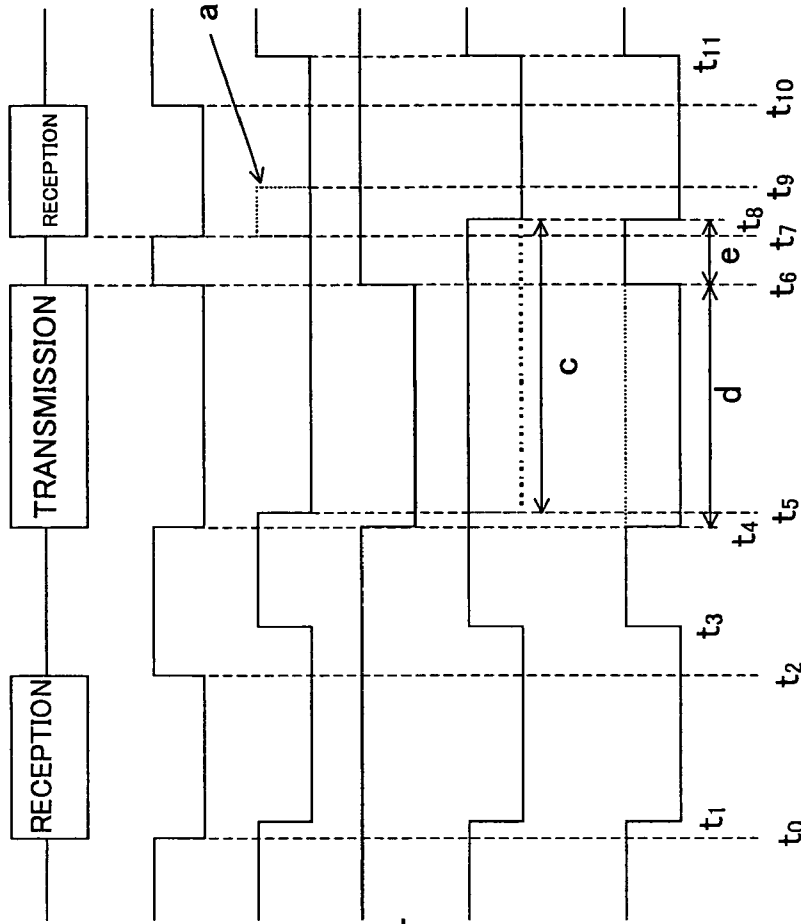 RECEPTION
TRANSMISSION
RECEPTION
a
c
d
e
t0
t1
t2
t3
t4
t5
t6
t7
t8
t9
t10
t11